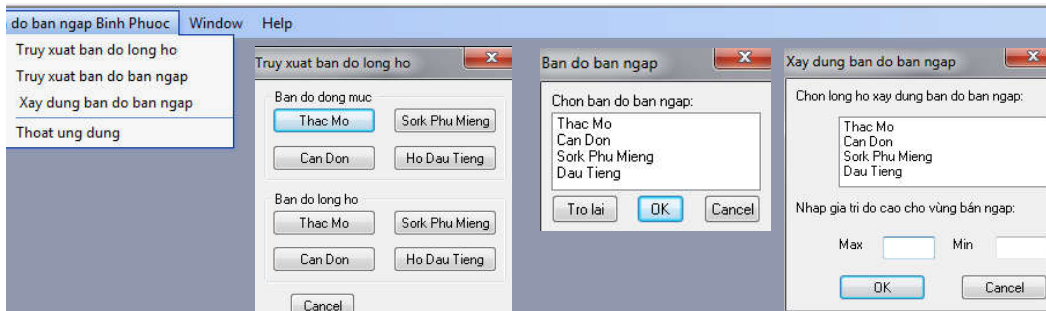 do ban ngap Binh Phuoc Window Help
Truy xuat ban do long ho
Truy xuat ban do ban ngap
Xay dung ban do ban ngap
Thoat ung dung
Truy xuat ban do long ho
Ban do dong muc
Thac Mo Sork Phu Mieng
Can Don Ho Dau Tieng
Ban do long ho
Thac Mo Sork Phu Mieng
Can Don Ho Dau Tieng
Cancel
Ban do ban ngap
Chon ban do ban ngap:
Thac Mo
Can Don
Sork Phu Mieng
Dau Tieng
Tro lai OK Cancel
Xay dung ban do ban ngap
Chon long ho xay dung ban do ban ngap:
Thac Mo
Can Don
Sork Phu Mieng
Dau Tieng
Nhap gia tri do cao cho vùng bán ngap:
Max Min
OK Cancel